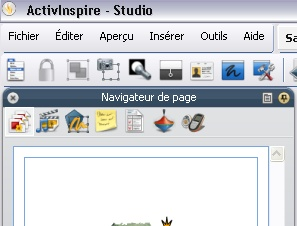 ActivInspire - Studio
Fichier Éditer Aperçu Insérer Outils Aide
Navigateur de page